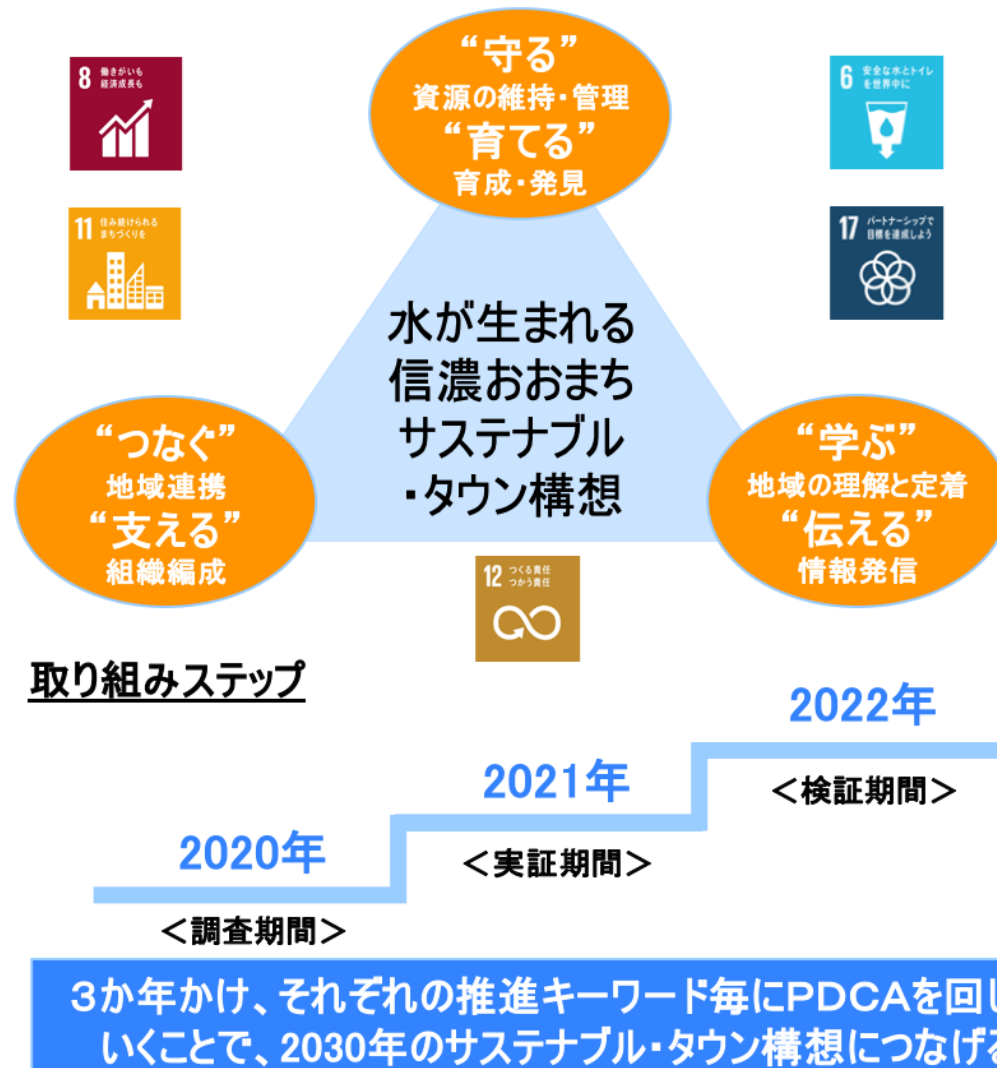 “守る”
資源の維持・管理
“育てる”
育成・発見
8 働きがいも
経済成長も
6 安全な水とトイレ
を世界中に
11 住み続けられる
まちづくりを
17 パートナーシップで
目標を達成しよう
水が生まれる
信濃おおまち
サステナブル
・タウン構想
“つなぐ”
地域連携
“支える”
組織編成
“学ぶ”
地域の理解と定着
“伝える”
情報発信
12 つくる責任
つかう責任
取り組みステップ
2022年
＜検証期間＞
2021年
＜実証期間＞
2020年
＜調査期間＞
3か年かけ、それぞれの推進キーワード毎にPDCAを回し
いくことで、2030年のサステナブル・タウン構想につなげる